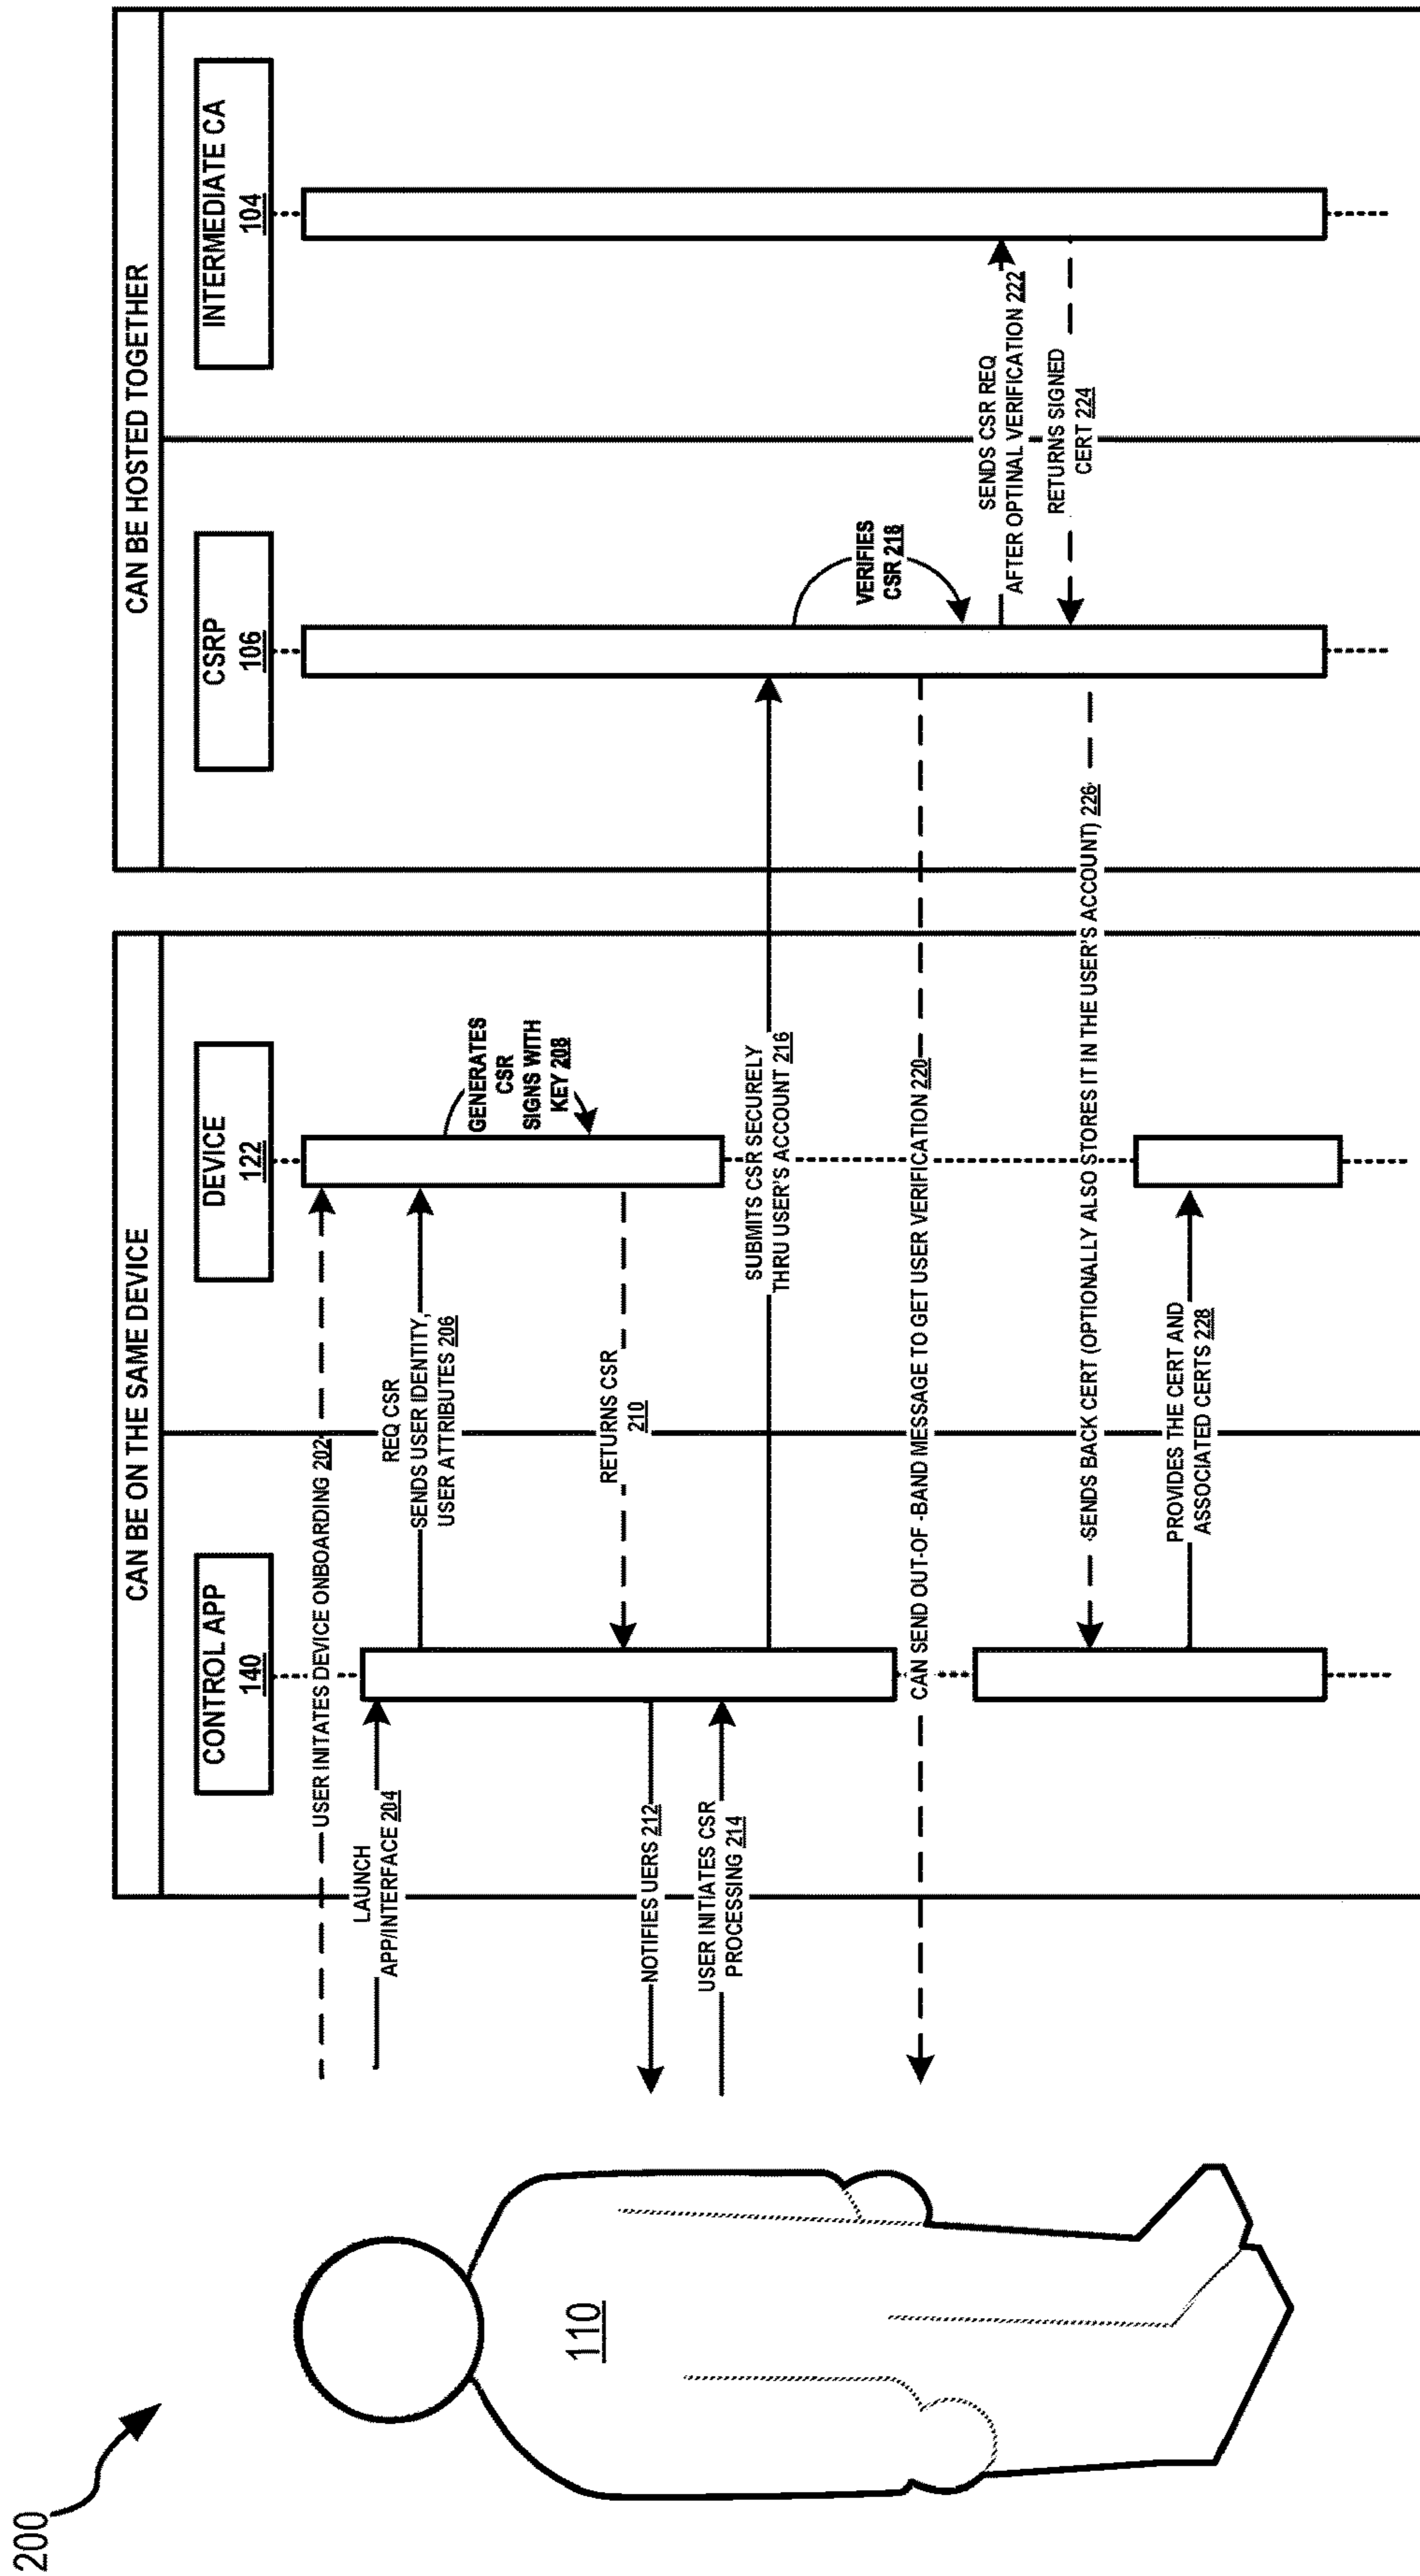 200
CAN BE ON THE SAME DEVICE
CAN BE HOSTED TOGETHER
CONTROL APP
140
DEVICE
122
CSRP
106
INTERMEDIATE CA
104
110
USER INITATES DEVICE ONBOARDING 202
LAUNCH
APP/INTERFACE 204
REQ CSR
SENDS USER IDENTITY,
USER ATTRIBUTES 206
GENERATES
CSR
SIGNS WITH
KEY 208
RETURNS CSR
210
NOTIFIES UERS 212
USER INITIATES CSR
PROCESSING 214
SUBMITS CSR SECURELY
THRU USER'S ACCOUNT 216
VERIFIES
CSR 218
CAN SEND OUT-OF -BAND MESSAGE TO GET USER VERIFICATION 220
SENDS CSR REQ
AFTER OPTINAL VERIFICATION 222
RETURNS SIGNED
CERT 224
SENDS BACK CERT (OPTIONALLY ALSO STORES IT IN THE USER'S ACCOUNT) 226
PROVIDES THE CERT AND
ASSOCIATED CERTS 228